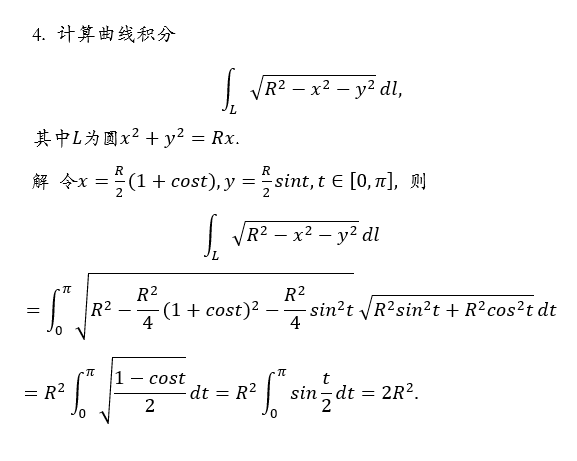 4. 计算曲线积分
∫_L √(R² − x² − y²) dl,
其中L为圆x² + y² = Rx.
解 令x = R/2 (1 + cost), y = R/2 sint, t ∈ [0, π], 则
∫_L √(R² − x² − y²) dl
= ∫_0^π √(R² − R²/4 (1 + cost)² − R²/4 sin²t) √(R²sin²t + R²cos²t) dt
= R² ∫_0^π √((1 − cost)/2) dt = R² ∫_0^π sin t/2 dt = 2R².